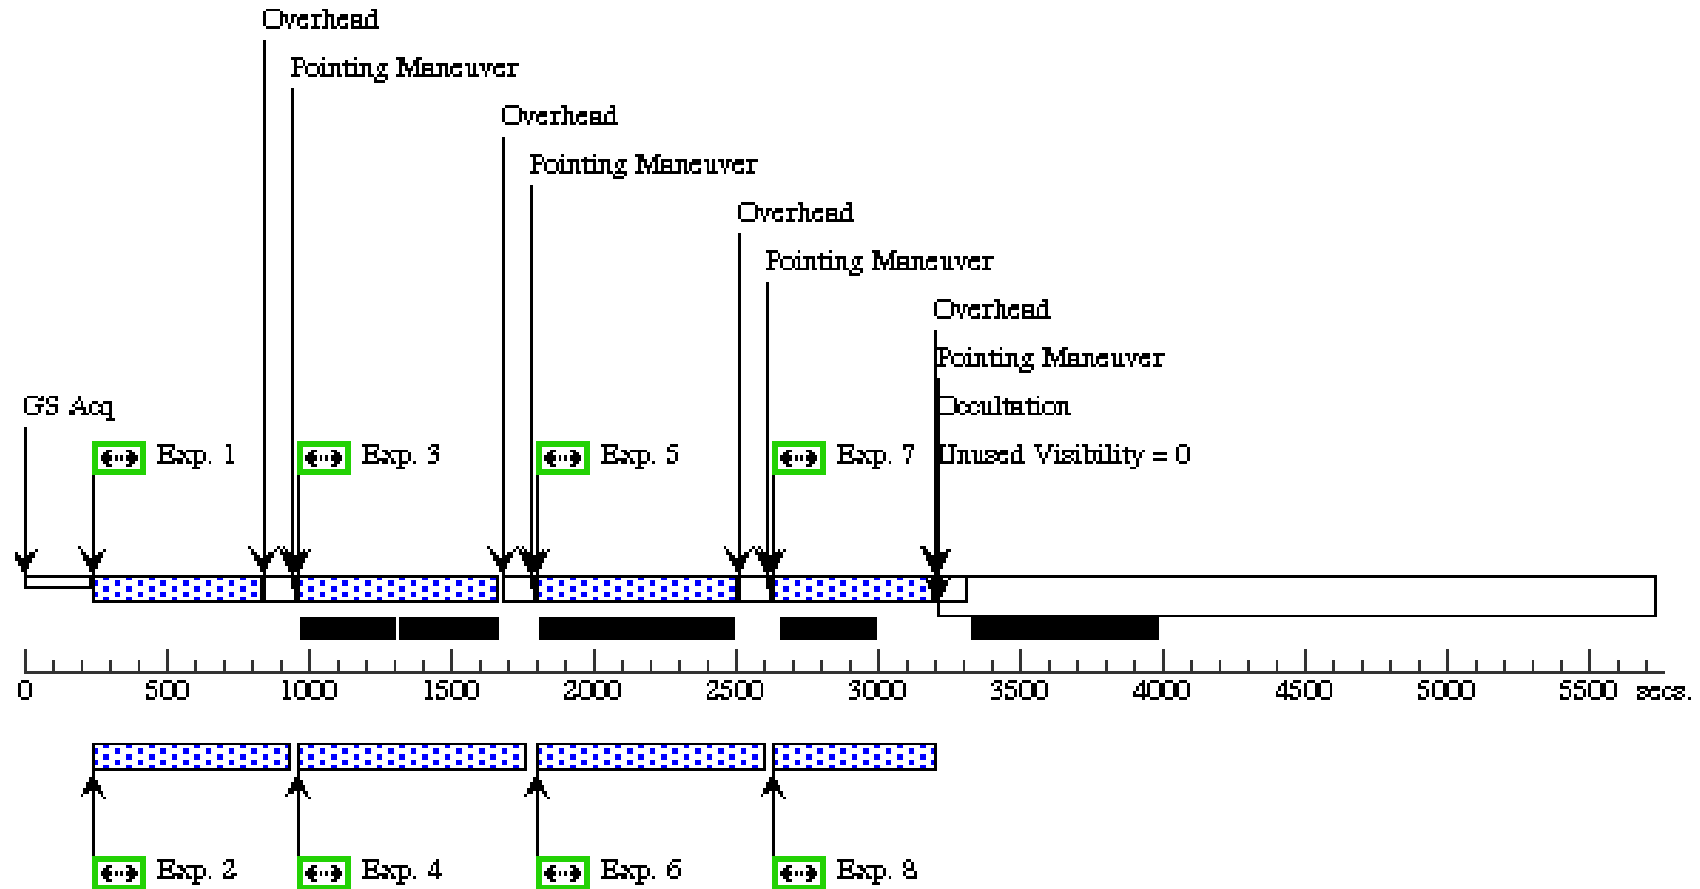 Overhead
Pointing Maneuver
Overhead
Pointing Maneuver
Overhead
Pointing Maneuver
Overhead
Pointing Maneuver
GS Acq
Occultation
Exp. 1
Exp. 3
Exp. 5
Exp. 7
Unused Visibility = 0
0 500 1000 1500 2000 2500 3000 3500 4000 4500 5000 5500 secs.
Exp. 2
Exp. 4
Exp. 6
Exp. 8